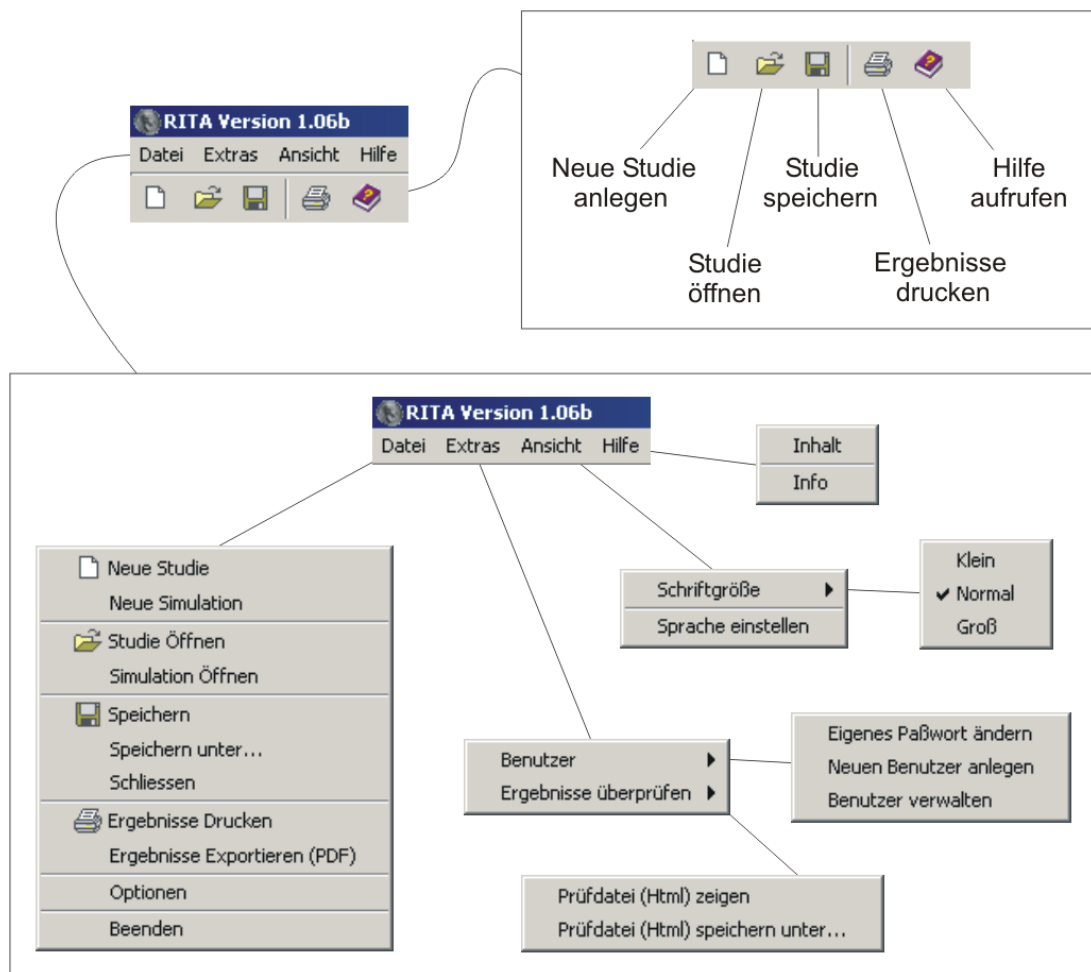 RITA Version 1.06b
Datei Extras Ansicht Hilfe
Neue Studie
anlegen
Studie
speichern
Hilfe
aufrufen
Studie
öffnen
Ergebnisse
drucken
RITA Version 1.06b
Datei Extras Ansicht Hilfe
Inhalt
Info
Neue Studie
Neue Simulation
Studie Öffnen
Simulation Öffnen
Speichern
Speichern unter...
Schliessen
Ergebnisse Drucken
Ergebnisse Exportieren (PDF)
Optionen
Beenden
Schriftgröße
Sprache einstellen
Klein
Normal
Groß
Benutzer
Ergebnisse überprüfen
Eigenes Paßwort ändern
Neuen Benutzer anlegen
Benutzer verwalten
Prüfdatei (Html) zeigen
Prüfdatei (Html) speichern unter...